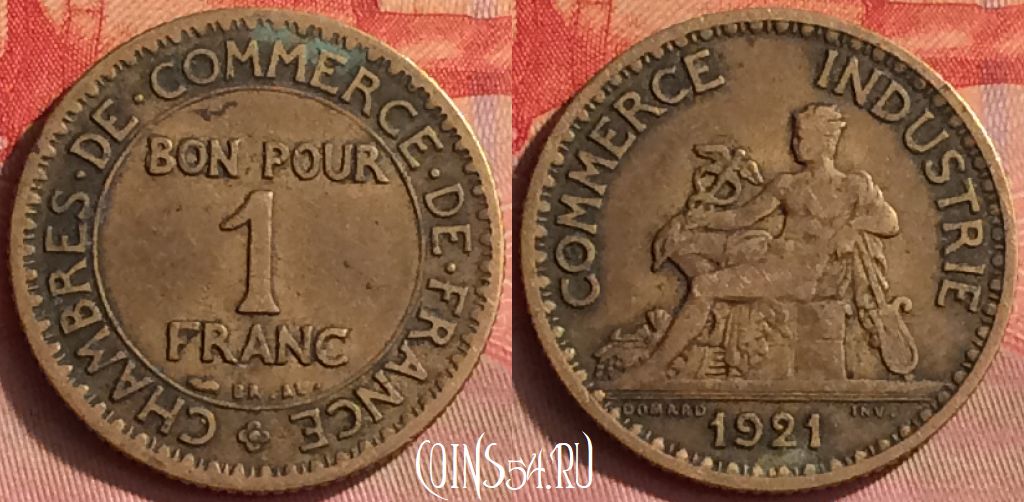 CHAMBRES · DE · COMMERCE · DE · FRANCE
BON POUR
1
FRANC
COMMERCE INDUSTRIE
DOMARD INV.
1921
COINS54.RU